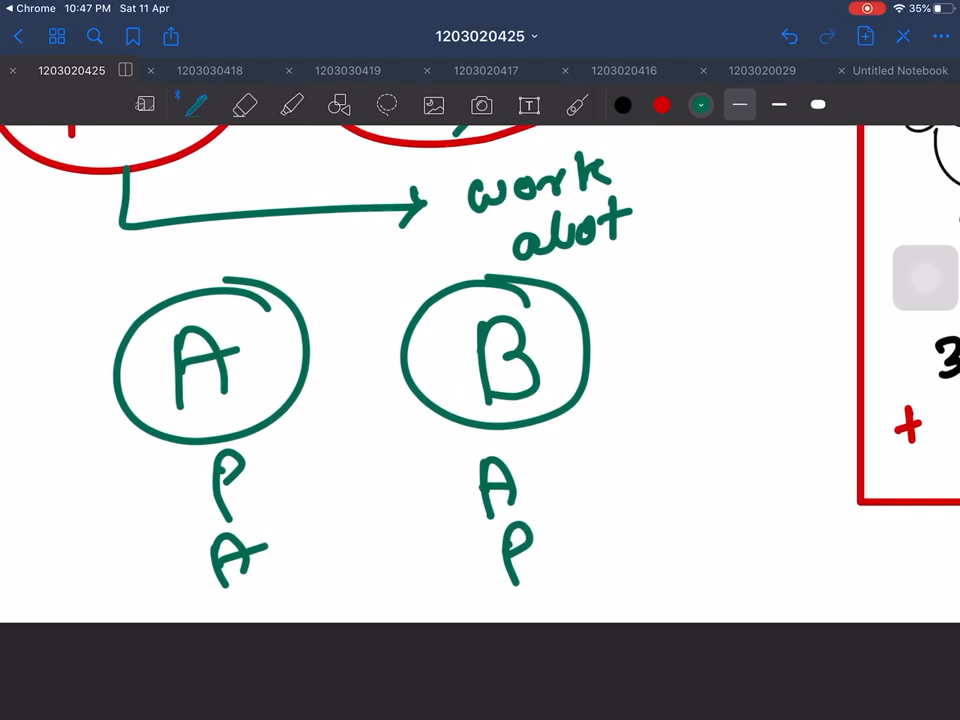 Chrome 10:47 PM Sat 11 Apr 35%
1203020425
1203020425 1203030418 1203030419 1203020417 1203020416 1203020029 Untitled Notebook
T
work
alot
A B
3
+
P A
A P